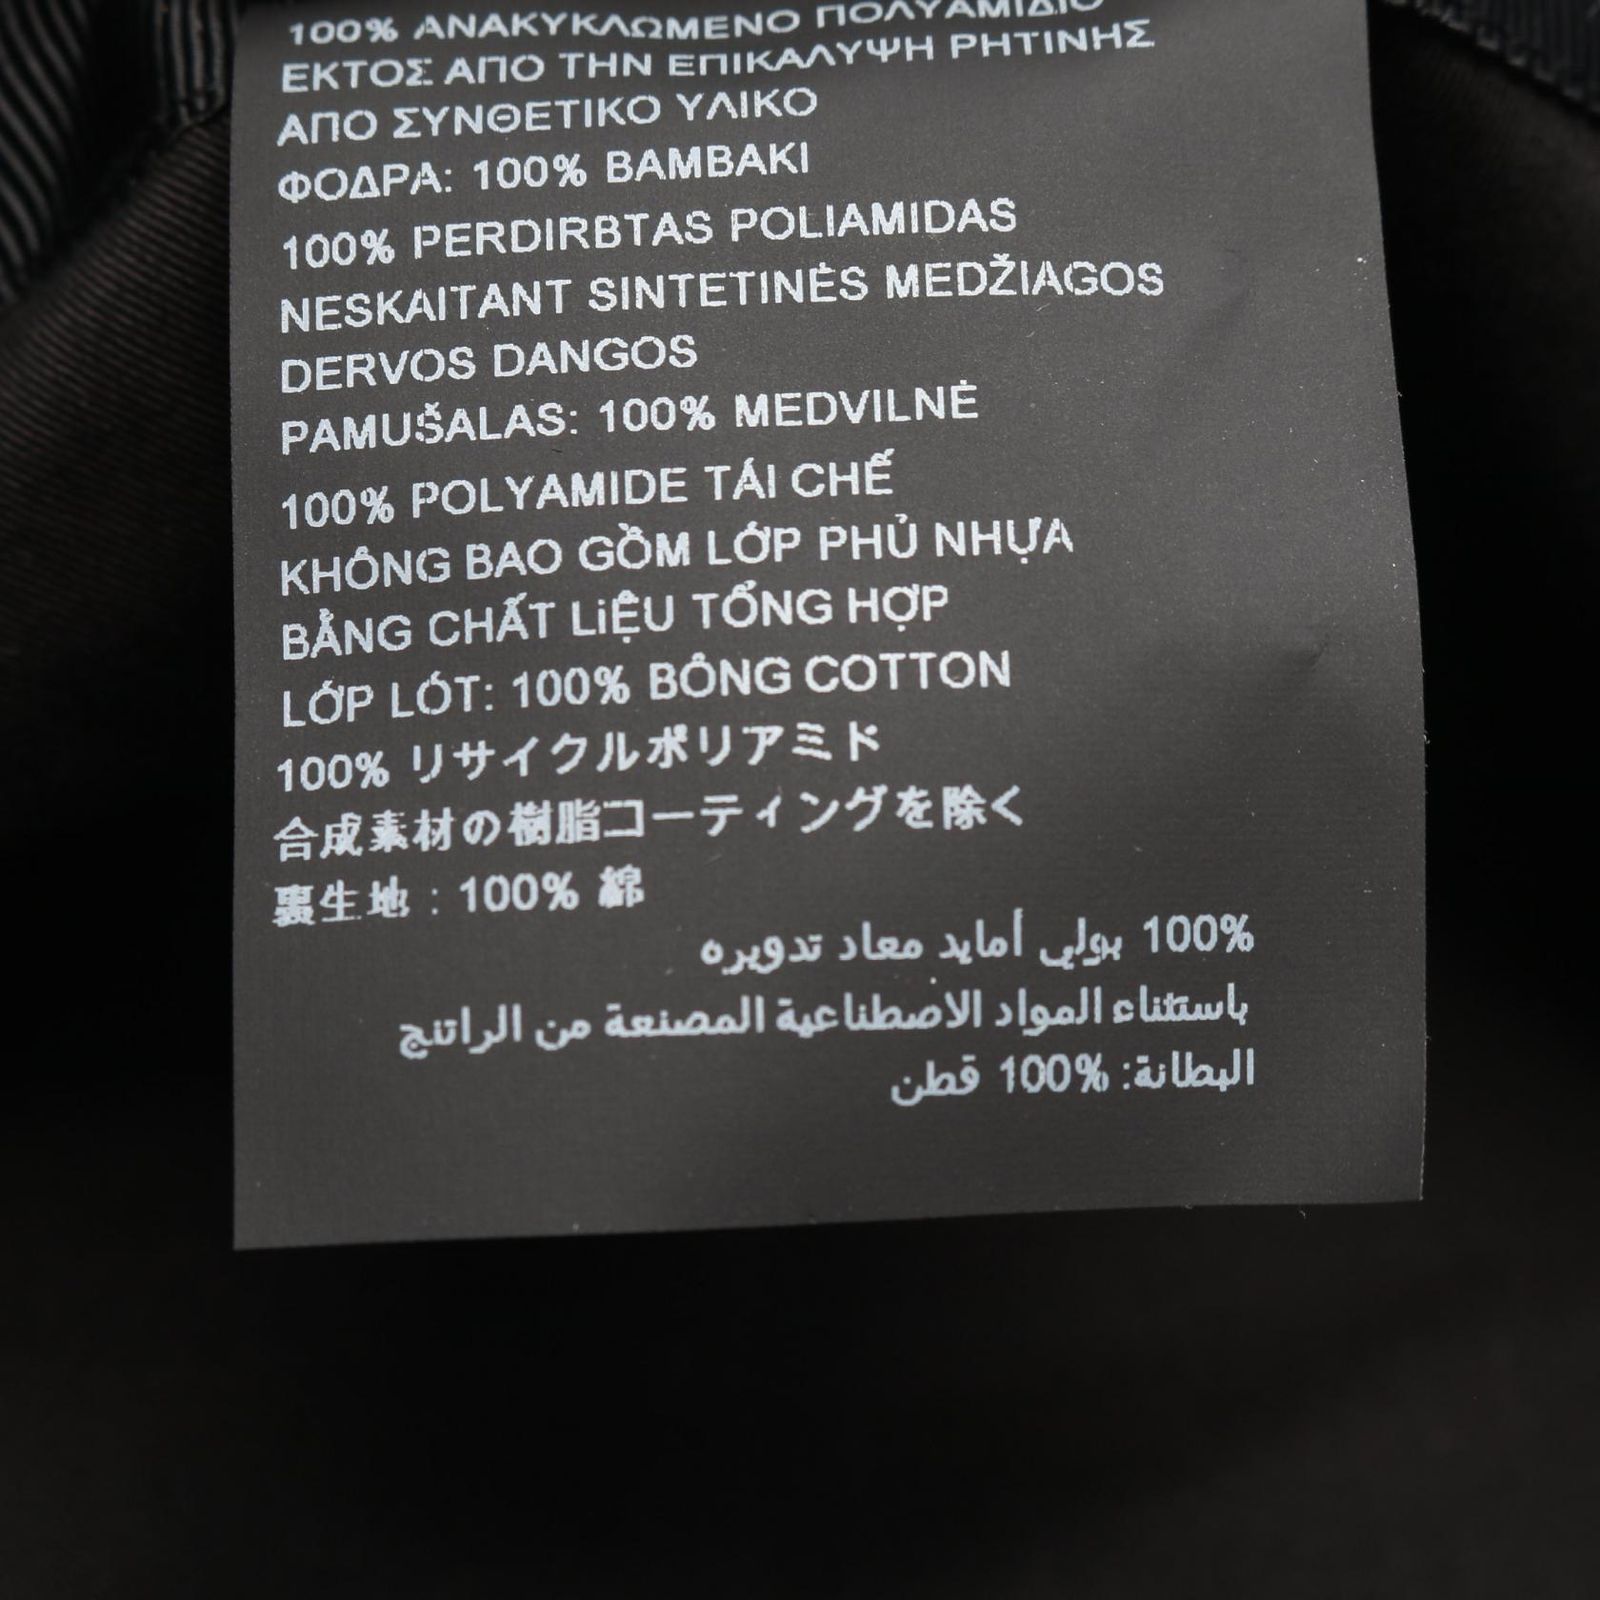 100% ΑΝΑΚΥΚΛΩΜΕΝΟ ΠΟΛΥΑΜΙΔΙΟ
ΕΚΤΟΣ ΑΠΟ ΤΗΝ ΕΠΙΚΑΛΥΨΗ ΡΗΤΙΝΗΣ
ΑΠΟ ΣΥΝΘΕΤΙΚΟ ΥΛΙΚΟ
ΦΟΔΡΑ: 100% ΒΑΜΒΑΚΙ
100% PERDIRBTAS POLIAMIDAS
NESKAITANT SINTETINĖS MEDŽIAGOS
DERVOS DANGOS
PAMUŠALAS: 100% MEDVILNĖ
100% POLYAMIDE TÁI CHẾ
KHÔNG BAO GỒM LỚP PHỦ NHỰA
BẰNG CHẤT LiỆU TỔNG HỢP
LỚP LÓT: 100% BÔNG COTTON
100% リサイクルポリアミド
合成素材の樹脂コーティングを除く
裏生地 : 100% 綿
100% بولي أمايد معاد تدويره
باستثناء المواد الاصطناعية المصنعة من الراتنج
البطانة: 100% قطن